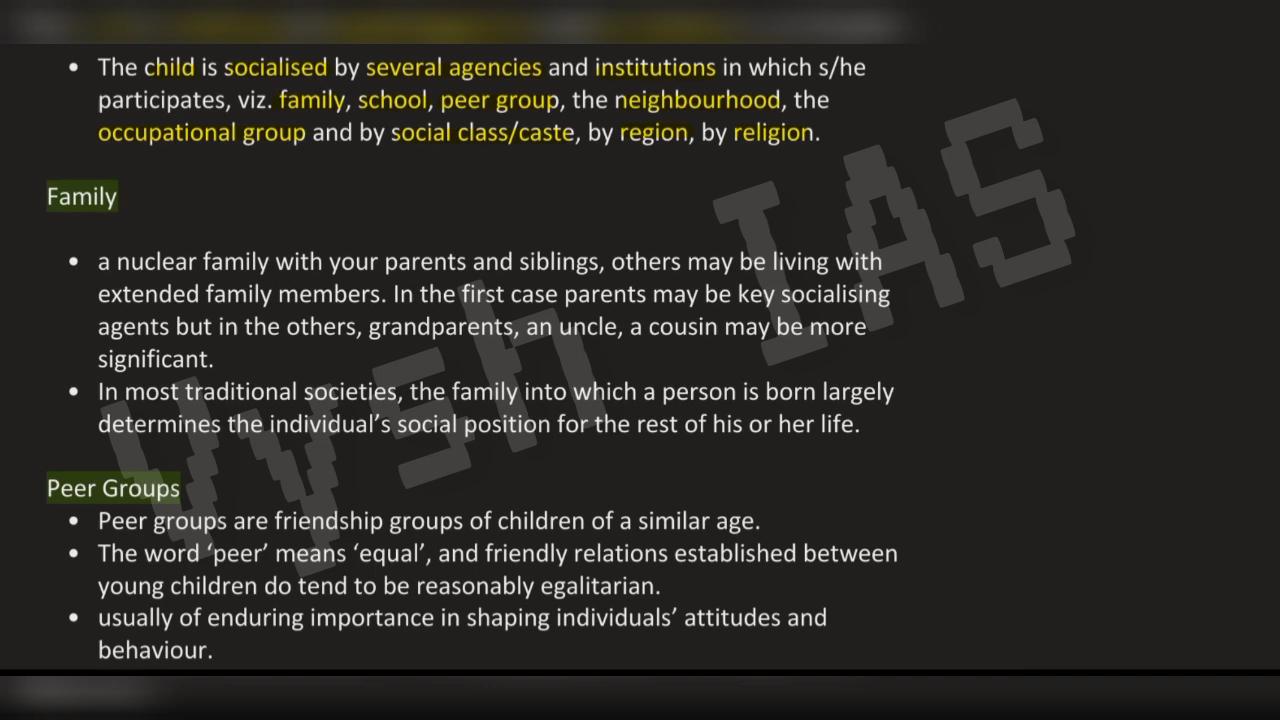 • The child is socialised by several agencies and institutions in which s/he
participates, viz. family, school, peer group, the neighbourhood, the
occupational group and by social class/caste, by region, by religion.
Family
• a nuclear family with your parents and siblings, others may be living with
extended family members. In the first case parents may be key socialising
agents but in the others, grandparents, an uncle, a cousin may be more
significant.
• In most traditional societies, the family into which a person is born largely
determines the individual’s social position for the rest of his or her life.
Peer Groups
• Peer groups are friendship groups of children of a similar age.
• The word ‘peer’ means ‘equal’, and friendly relations established between
young children do tend to be reasonably egalitarian.
• usually of enduring importance in shaping individuals’ attitudes and
behaviour.
Vvsh IAS